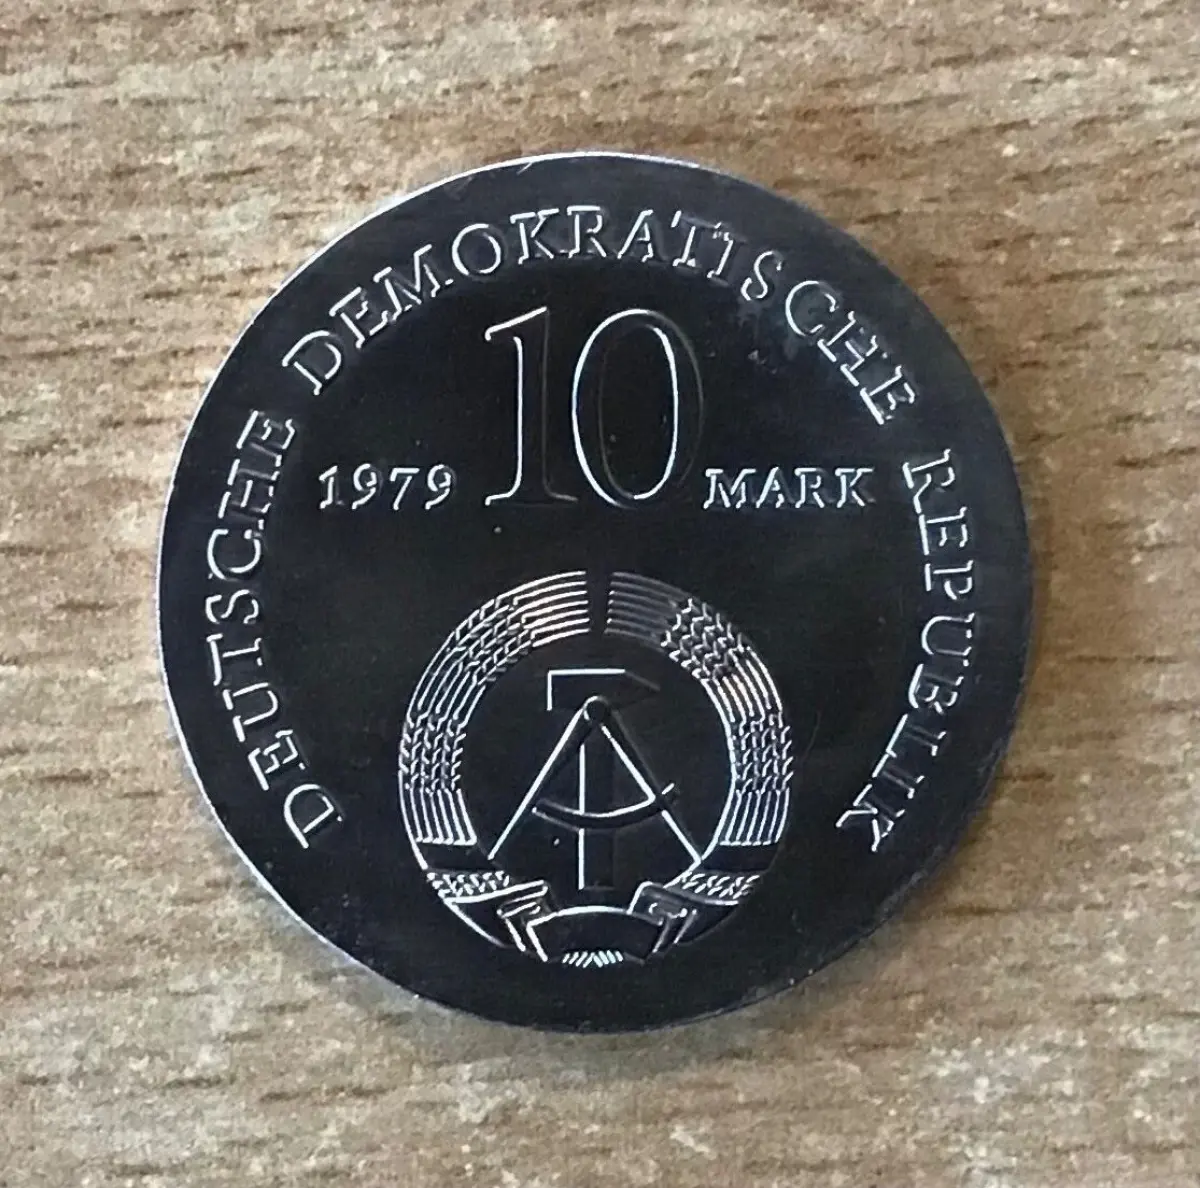 DEUTSCHE DEMOKRATISCHE REPUBLIK
10
1979 MARK